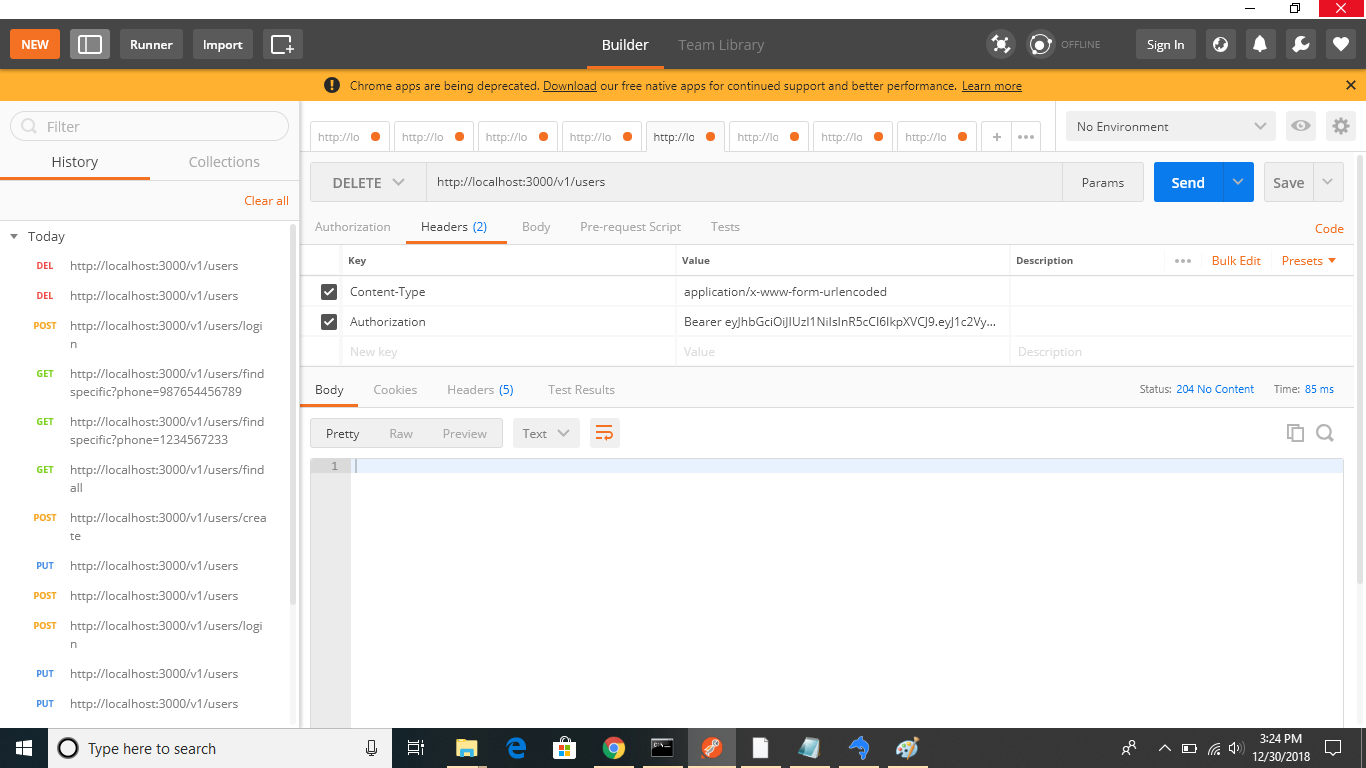 NEW
Runner
Import
Builder
Team Library
OFFLINE
Sign In
Chrome apps are being deprecated. Download our free native apps for continued support and better performance. Learn more
Filter
History
Collections
Clear all
Today
DEL http://localhost:3000/v1/users
DEL http://localhost:3000/v1/users
POST http://localhost:3000/v1/users/logi
n
GET http://localhost:3000/v1/users/find
specific?phone=987654456789
GET http://localhost:3000/v1/users/find
specific?phone=1234567233
GET http://localhost:3000/v1/users/find
all
POST http://localhost:3000/v1/users/crea
te
PUT http://localhost:3000/v1/users
POST http://localhost:3000/v1/users
POST http://localhost:3000/v1/users/logi
n
PUT http://localhost:3000/v1/users
PUT http://localhost:3000/v1/users
http://lo http://lo http://lo http://lo http://lo http://lo http://lo http://lo
No Environment
DELETE http://localhost:3000/v1/users Params Send Save
Authorization Headers (2) Body Pre-request Script Tests Code
Key Value Description Bulk Edit Presets
Content-Type application/x-www-form-urlencoded
Authorization Bearer eyJhbGciOiJIUzI1NiIsInR5cCI6IkpXVCJ9.eyJ1c2Vy...
New key Value Description
Body Cookies Headers (5) Test Results Status: 204 No Content Time: 85 ms
Pretty Raw Preview Text
1
Type here to search
3:24 PM
12/30/2018